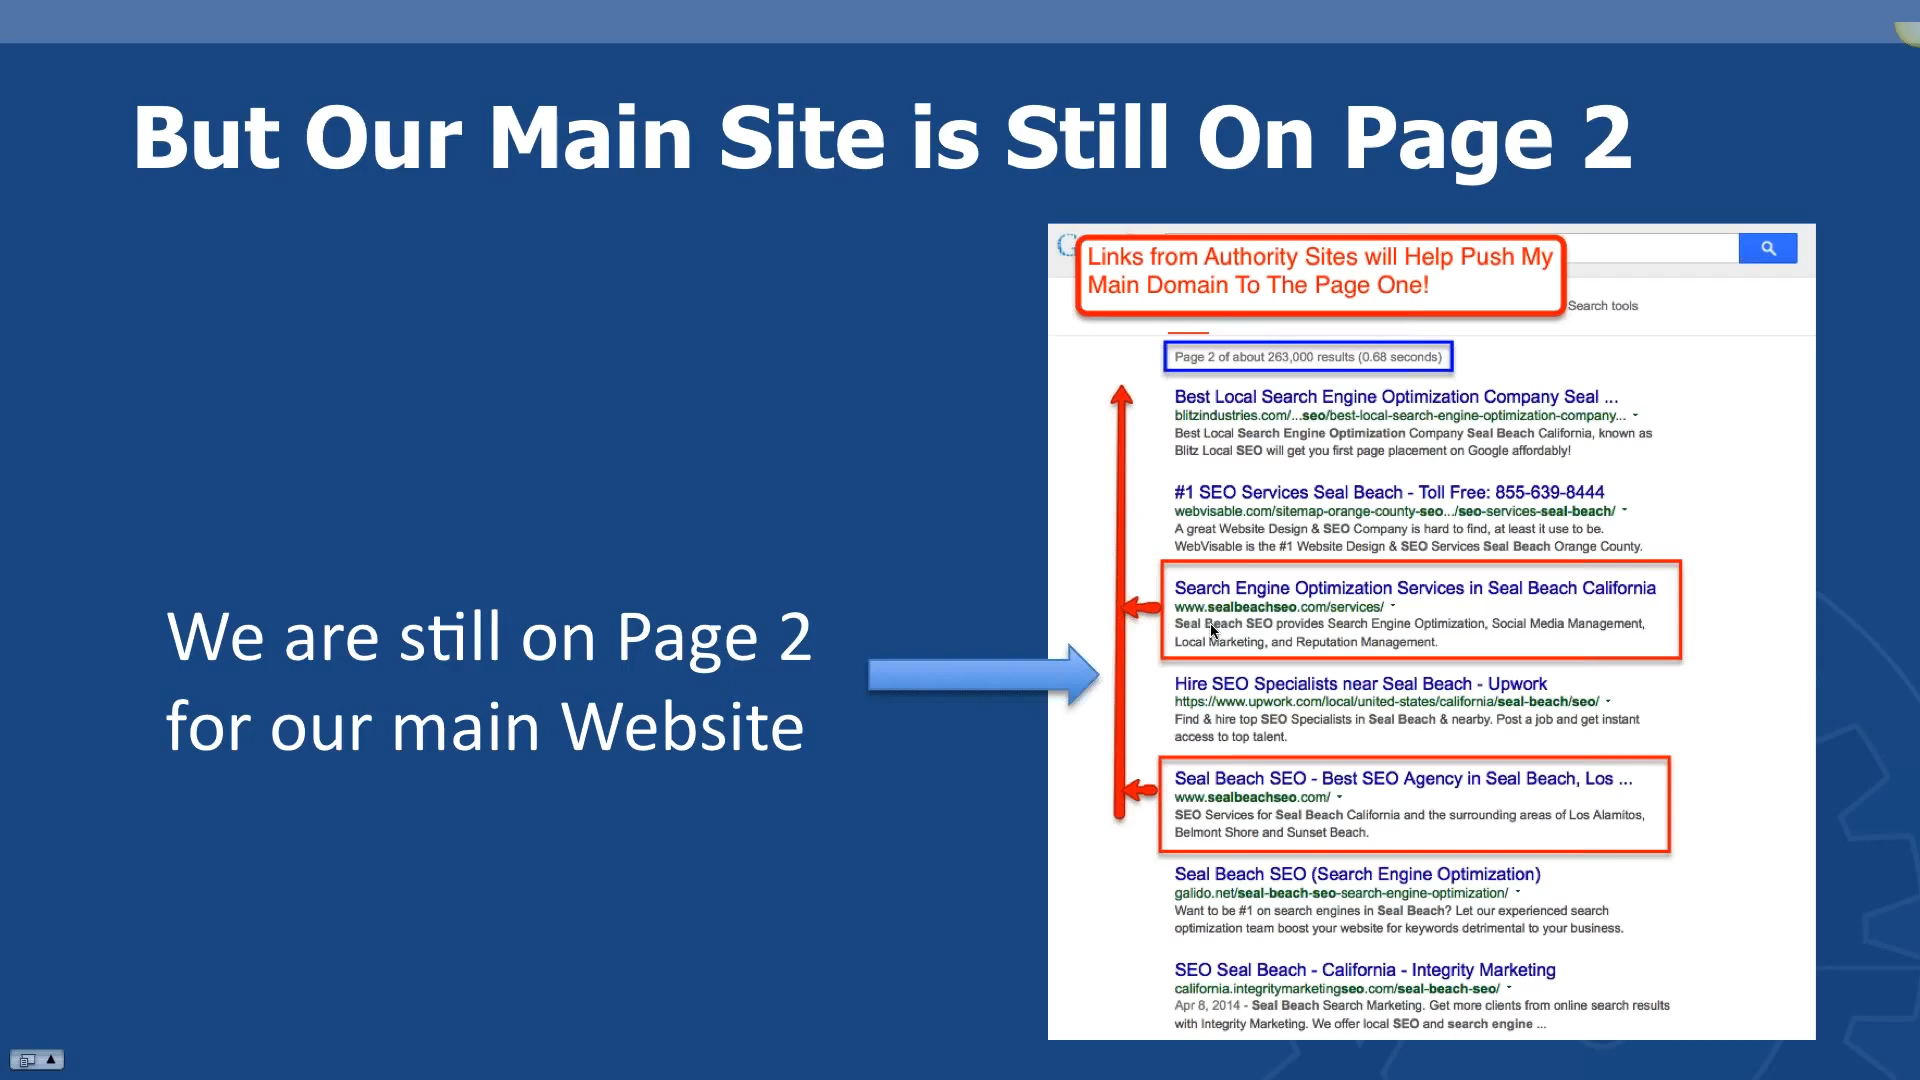 But Our Main Site is Still On Page 2
We are still on Page 2
for our main Website
Links from Authority Sites will Help Push My
Main Domain To The Page One!
Search tools
Page 2 of about 263,000 results (0.68 seconds)
Best Local Search Engine Optimization Company Seal ...
blitzindustries.com/...seo/best-local-search-engine-optimization-company...
Best Local Search Engine Optimization Company Seal Beach California, known as
Blitz Local SEO will get you first page placement on Google affordably!
#1 SEO Services Seal Beach - Toll Free: 855-639-8444
webvisable.com/sitemap-orange-county-seo.../seo-services-seal-beach/
A great Website Design & SEO Company is hard to find, at least it use to be.
WebVisable is the #1 Website Design & SEO Services Seal Beach Orange County.
Search Engine Optimization Services in Seal Beach California
www.sealbeachseo.com/services/
Seal Beach SEO provides Search Engine Optimization, Social Media Management,
Local Marketing, and Reputation Management.
Hire SEO Specialists near Seal Beach - Upwork
https://www.upwork.com/local/united-states/california/seal-beach/seo/
Find & hire top SEO Specialists in Seal Beach & nearby. Post a job and get instant
access to top talent.
Seal Beach SEO - Best SEO Agency in Seal Beach, Los ...
www.sealbeachseo.com/
SEO Services for Seal Beach California and the surrounding areas of Los Alamitos,
Belmont Shore and Sunset Beach.
Seal Beach SEO (Search Engine Optimization)
galido.net/seal-beach-seo-search-engine-optimization/
Want to be #1 on search engines in Seal Beach? Let our experienced search
optimization team boost your website for keywords detrimental to your business.
SEO Seal Beach - California - Integrity Marketing
california.integritymarketingseo.com/seal-beach-seo/
Apr 8, 2014 - Seal Beach Search Marketing. Get more clients from online search results
with Integrity Marketing. We offer local SEO and search engine ...